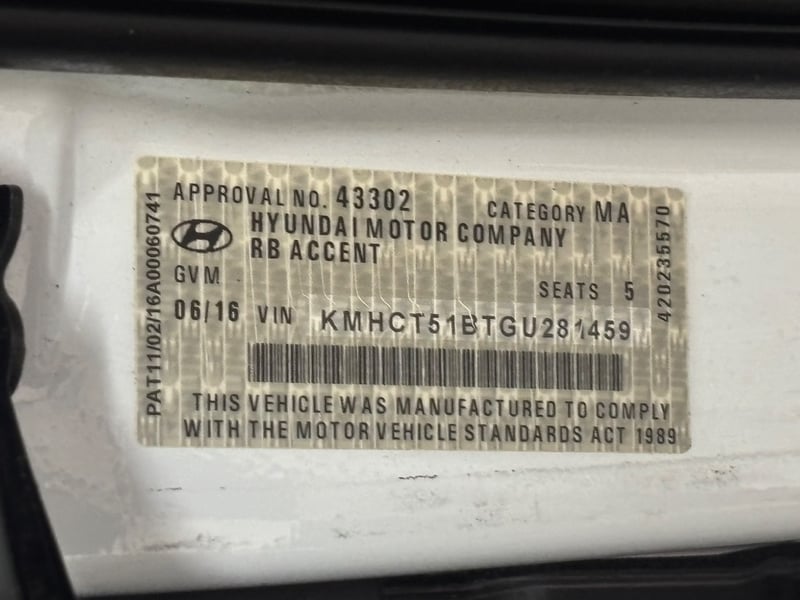 APPROVAL NO. 43302
CATEGORY MA
HYUNDAI MOTOR COMPANY
RB ACCENT
GVM
SEATS 5
06/16 VIN KMHCT51BTGU281459
THIS VEHICLE WAS MANUFACTURED TO COMPLY
WITH THE MOTOR VEHICLE STANDARDS ACT 1989
PAT11/02/16A00060741
420235570